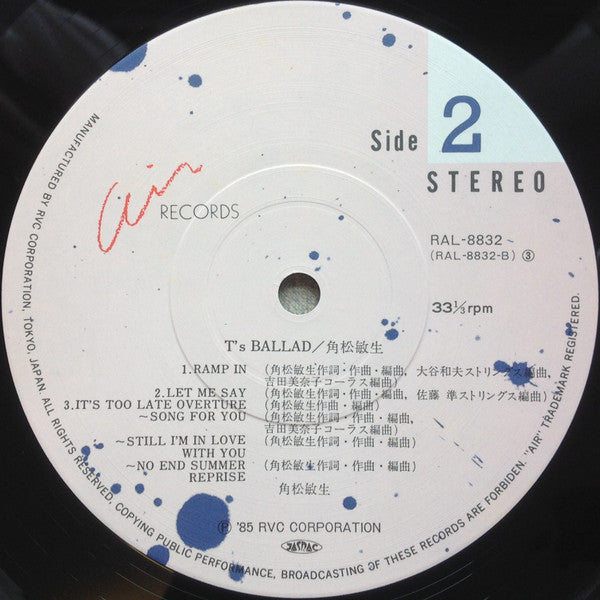 Side 2
STEREO
Air RECORDS
RAL-8832
(RAL-8832-B) ③
33⅓rpm
T's BALLAD/角松敏生
1.RAMP IN (角松敏生作詞・作曲・編曲, 大谷和夫ストリングス編曲,
吉田美奈子コーラス編曲)
2.LET ME SAY (角松敏生作詞・作曲・編曲, 佐藤 準ストリングス編曲)
3.IT'S TOO LATE OVERTURE (角松敏生作曲・編曲)
~SONG FOR YOU (角松敏生作詞・作曲・編曲,
吉田美奈子コーラス編曲)
~STILL I'M IN LOVE (角松敏生作詞・作曲・編曲)
WITH YOU
~NO END SUMMER (角松敏生作詞・作曲・編曲)
REPRISE
角松敏生
Ⓟ '85 RVC CORPORATION
JASRAC
MANUFACTURED BY RVC CORPORATION, TOKYO, JAPAN. ALL RIGHTS RESERVED, COPYING PUBLIC PERFORMANCE, BROADCASTING OF THESE RECORDS ARE FORBIDDEN. "AIR" TRADEMARK REGISTERED.